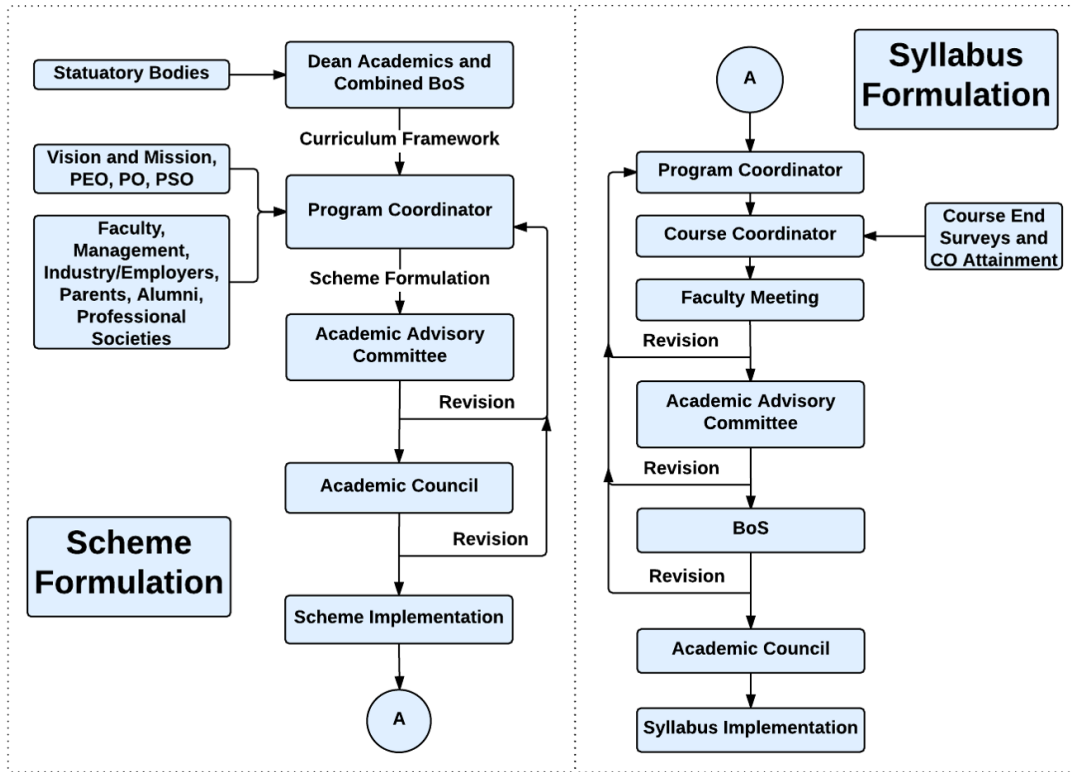 Statuatory Bodies
Dean Academics and
Combined BoS
Curriculum Framework
Vision and Mission,
PEO, PO, PSO
Program Coordinator
Faculty,
Management,
Industry/Employers,
Parents, Alumni,
Professional
Societies
Scheme Formulation
Academic Advisory
Committee
Revision
Academic Council
Revision
Scheme
Formulation
Scheme Implementation
A
Syllabus
Formulation
A
Program Coordinator
Course Coordinator
Course End
Surveys and
CO Attainment
Faculty Meeting
Revision
Academic Advisory
Committee
Revision
BoS
Revision
Academic Council
Syllabus Implementation